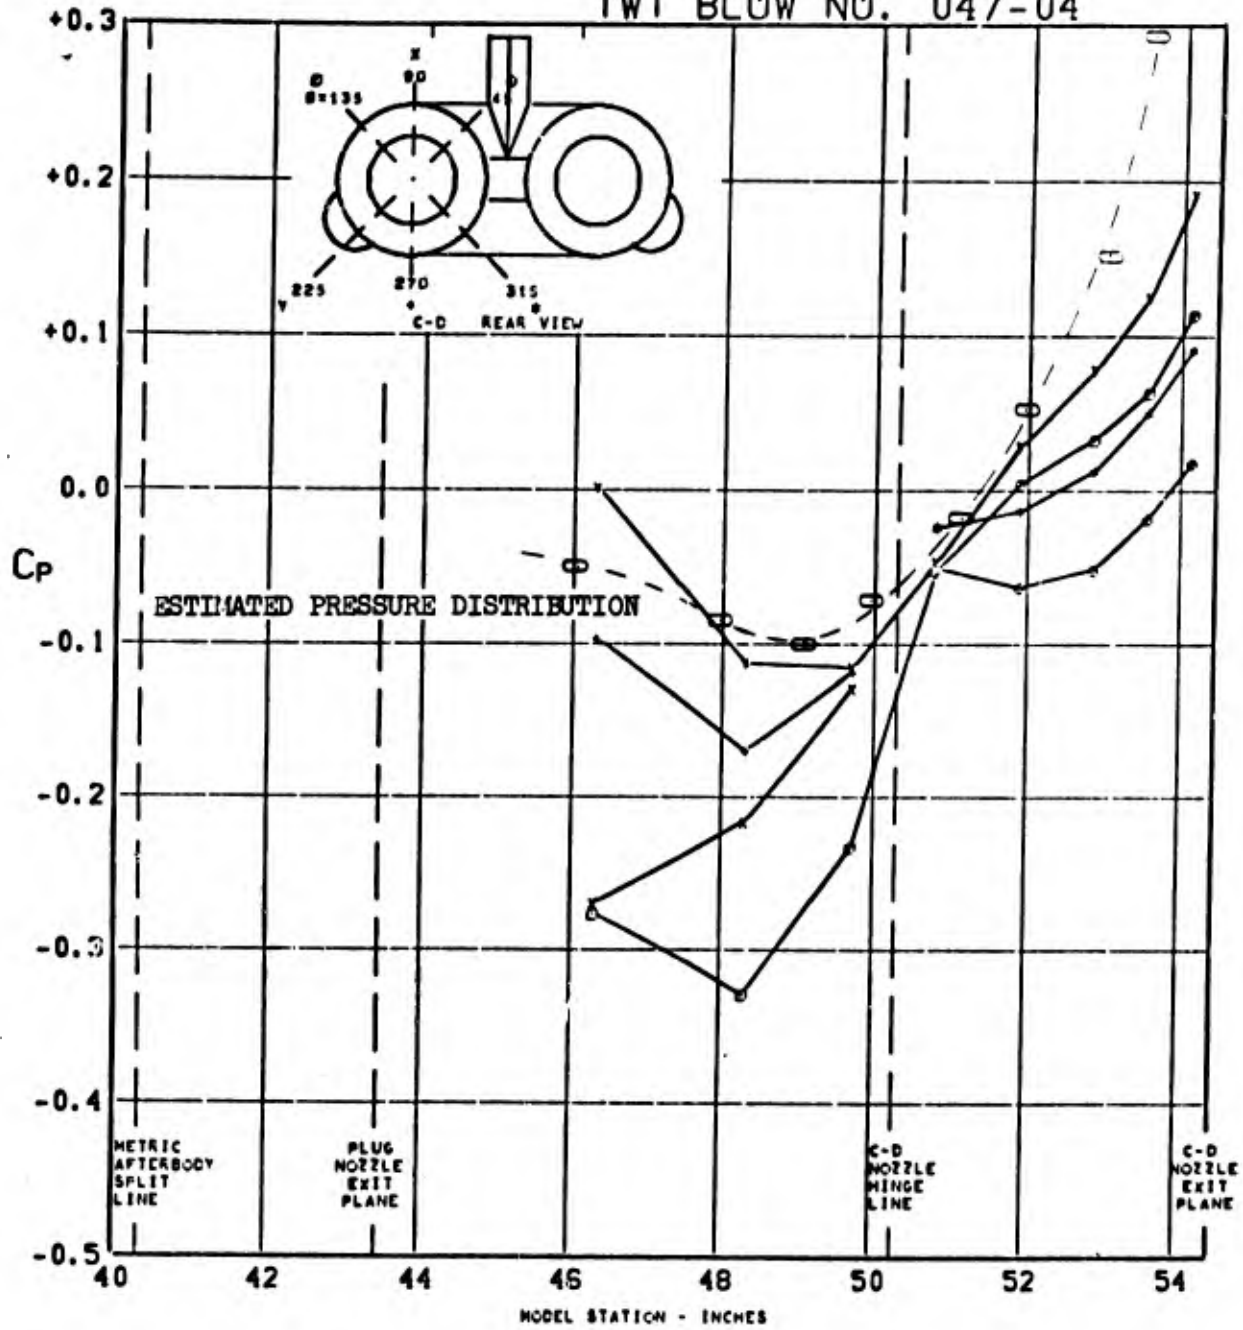 TWT BLOW NO. 047-04
+0.3
+0.2
+0.1
0.0
-0.1
-0.2
-0.3
-0.4
-0.5
CP
X
90
Ø
Ø=135
45
225
270
315
C-D REAR VIEW
ESTIMATED PRESSURE DISTRIBUTION
METRIC
AFTERBODY
SPLIT
LINE
PLUG
NOZZLE
EXIT
PLANE
C-D
NOZZLE
HINGE
LINE
C-D
NOZZLE
EXIT
PLANE
40 42 44 46 48 50 52 54
MODEL STATION - INCHES